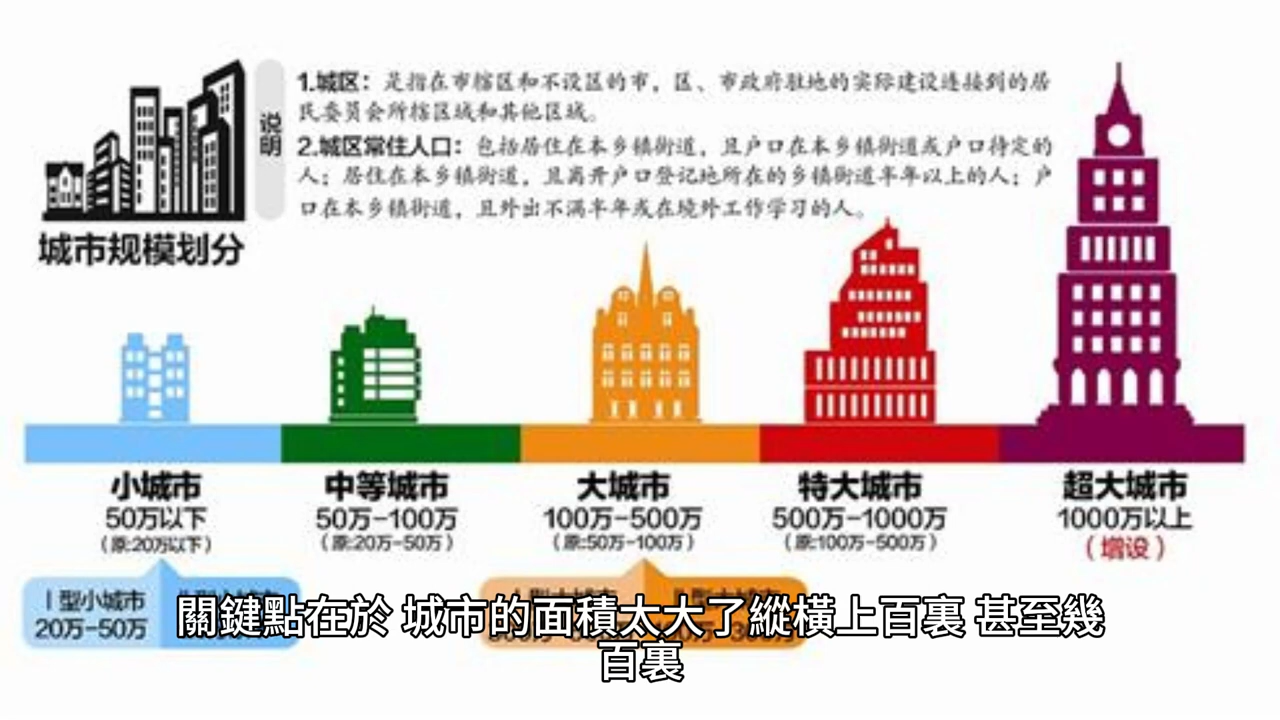 城市规模划分
说明
1.城区：是指在市辖区和不设区的市，区、市政府驻地的实际建设连接到的居
民委员会所辖区域和其他区域。
2.城区常住人口：包括居住在本乡镇街道，且户口在本乡镇街道或户口待定的
人；居住在本乡镇街道，且离开户口登记地所在的乡镇街道半年以上的人；户
口在本乡镇街道，且外出不满半年或在境外工作学习的人。
小城市
50万以下
（原:20万以下）
中等城市
50万-100万
（原:20万-50万）
大城市
100万-500万
（原:50万-100万）
特大城市
500万-1000万
（原:100万-500万）
超大城市
1000万以上
（增设）
Ⅰ型小城市
20万-50万
關鍵點在於 城市的面積太大了縱橫上百裏 甚至幾
百裏